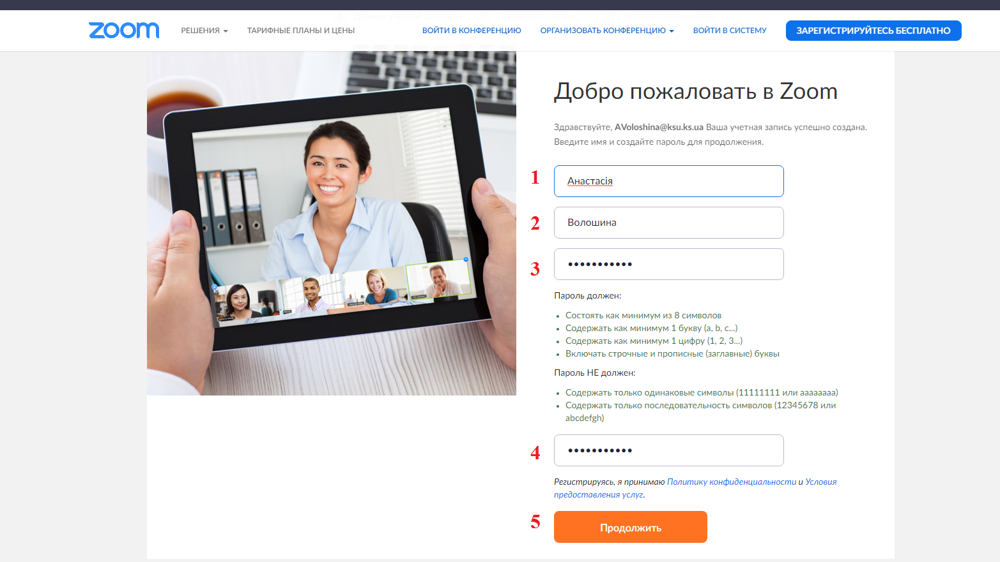 zoom
РЕШЕНИЯ
ТАРИФНЫЕ ПЛАНЫ И ЦЕНЫ
ВОЙТИ В КОНФЕРЕНЦИЮ
ОРГАНИЗОВАТЬ КОНФЕРЕНЦИЮ
ВОЙТИ В СИСТЕМУ
ЗАРЕГИСТРИРУЙТЕСЬ БЕСПЛАТНО
Добро пожаловать в Zoom
Здравствуйте, AVoloshina@ksu.ks.ua Ваша учетная запись успешно создана.
Введите имя и создайте пароль для продолжения.
1
Анастасія
2
Волошина
3
•••••••••••
Пароль должен:
• Состоять как минимум из 8 символов
• Содержать как минимум 1 букву (a, b, c...)
• Содержать как минимум 1 цифру (1, 2, 3...)
• Включать строчные и прописные (заглавные) буквы
Пароль НЕ должен:
• Содержать только одинаковые символы (11111111 или aaaaaaaa)
• Содержать только последовательность символов (12345678 или
abcdefgh)
4
•••••••••••
Регистрируясь, я принимаю Политику конфиденциальности и Условия
предоставления услуг.
5
Продолжить